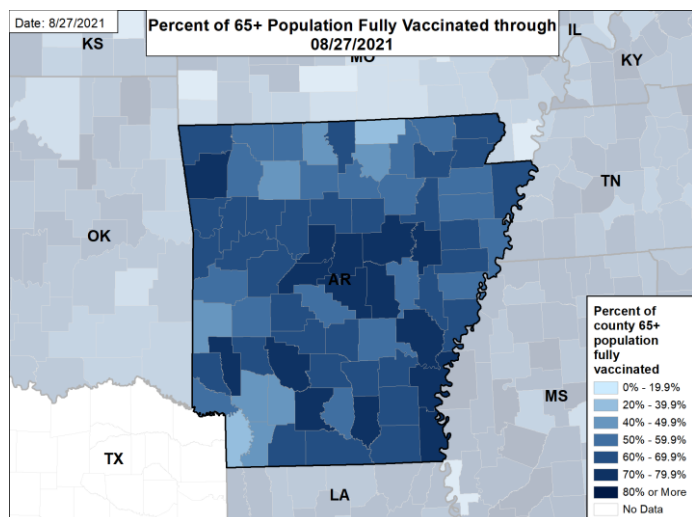 Date: 8/27/2021
Percent of 65+ Population Fully Vaccinated through
08/27/2021
IL
KS
MO
KY
TN
OK
AR
Percent of
county 65+
population
fully
vaccinated
0% - 19.9%
20% - 39.9%
40% - 49.9%
50% - 59.9%
60% - 69.9%
70% - 79.9%
80% or More
No Data
MS
TX
LA